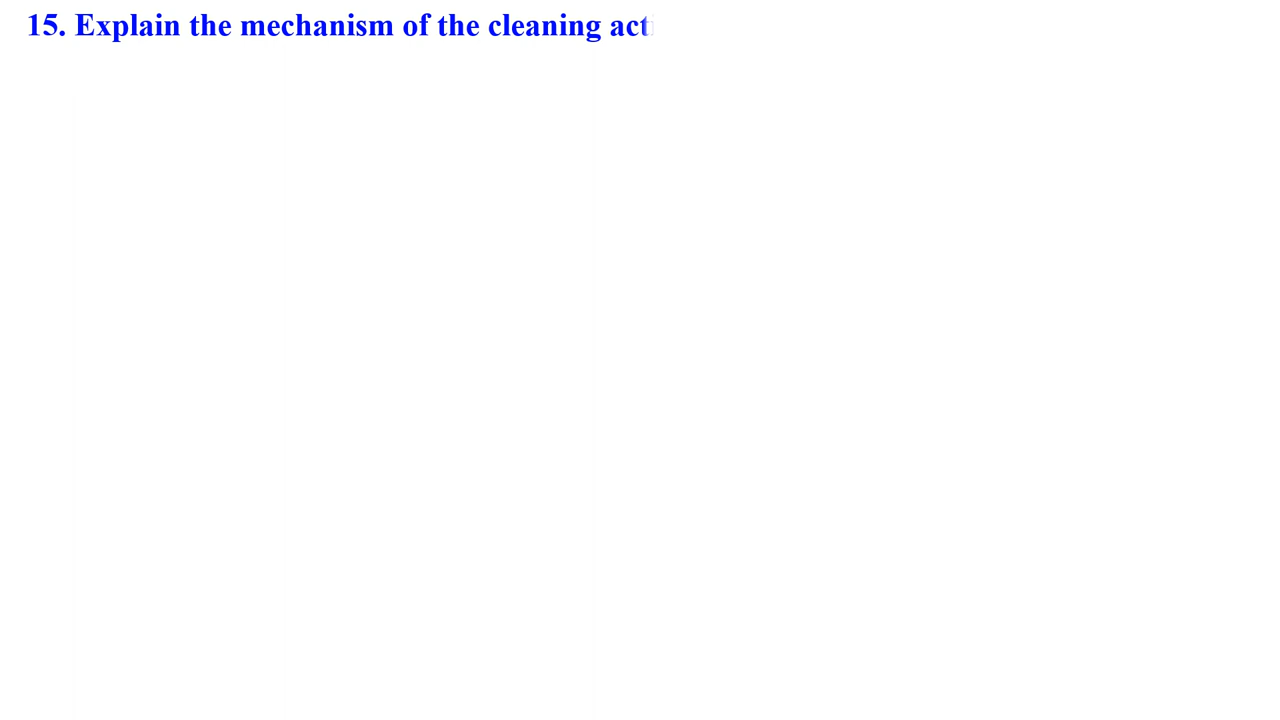 15. Explain the mechanism of the cleaning act